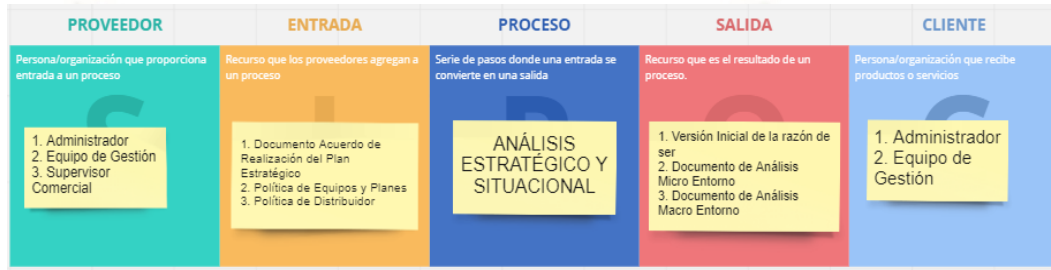 PROVEEDOR
Persona/organización que proporciona
entrada a un proceso
S
1. Administrador
2. Equipo de Gestión
3. Supervisor
Comercial
ENTRADA
Recurso que los proveedores agregan a
un proceso
I
1. Documento Acuerdo de
Realización del Plan
Estratégico
2. Política de Equipos y Planes
3. Política de Distribuidor
PROCESO
Serie de pasos donde una entrada se
convierte en una salida
P
ANÁLISIS
ESTRATÉGICO Y
SITUACIONAL
SALIDA
Recurso que es el resultado de un
proceso.
O
1. Versión Inicial de la razón de
ser
2. Documento de Análisis
Micro Entorno
3. Documento de Análisis
Macro Entorno
CLIENTE
Persona/organización que recibe
productos o servicios
C
1. Administrador
2. Equipo de
Gestión